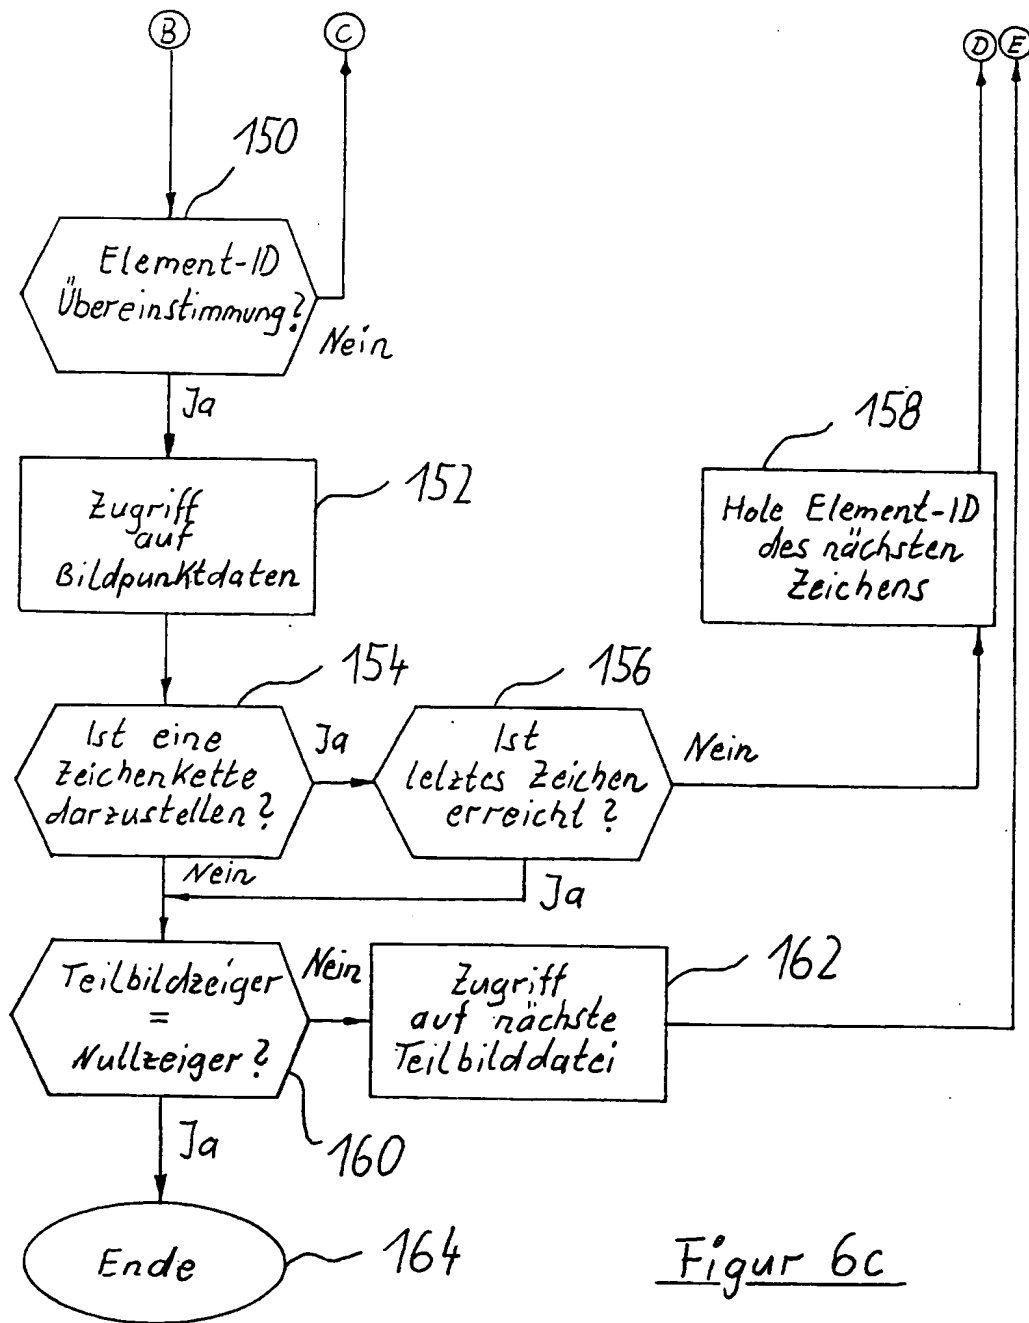 B
C
D E
150
Element-ID
Übereinstimmung?
Nein
Ja
152
Zugriff
auf
Bildpunktdaten
158
Hole Element-ID
des nächsten
Zeichens
154
Ist eine
Zeichenkette
darzustellen?
Ja
156
Ist
letztes Zeichen
erreicht?
Nein
Nein
Ja
Teilbildzeiger
=
Nullzeiger?
Nein
160
162
Zugriff
auf nächste
Teilbilddatei
Ja
Ende
164
Figur 6c